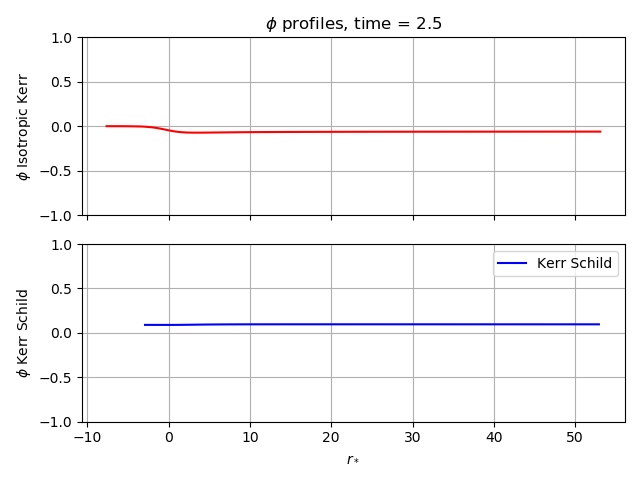 ϕ profiles, time = 2.5
1.0
0.5
0.0
−0.5
−1.0
ϕ Isotropic Kerr
1.0
0.5
0.0
−0.5
−1.0
ϕ Kerr Schild
Kerr Schild
−10 0 10 20 30 40 50
r*